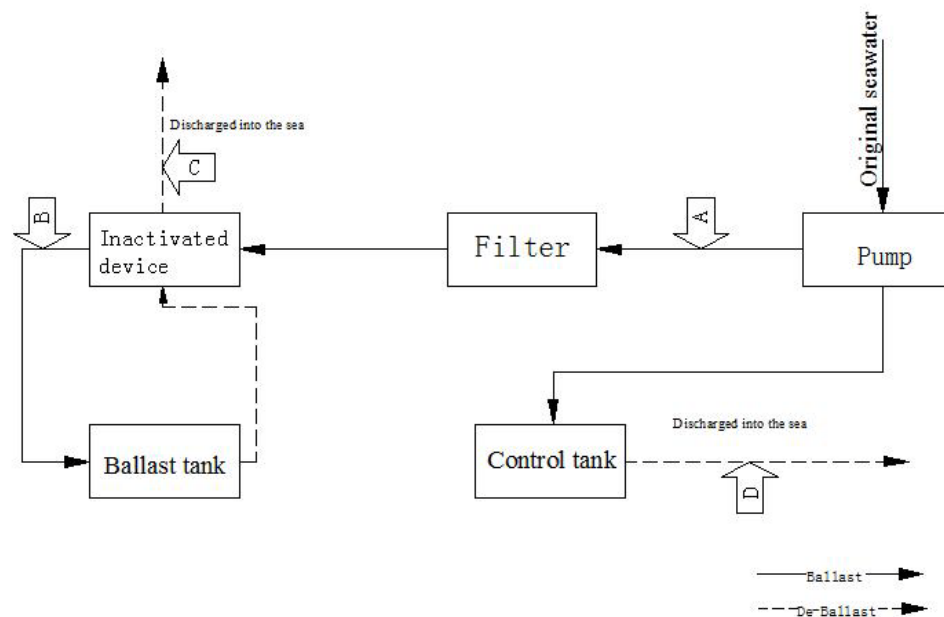 Original seawater
Discharged into the sea
C
B
A
Inactivated
device
Filter
Pump
Discharged into the sea
Ballast tank
Control tank
D
Ballast
De-Ballast